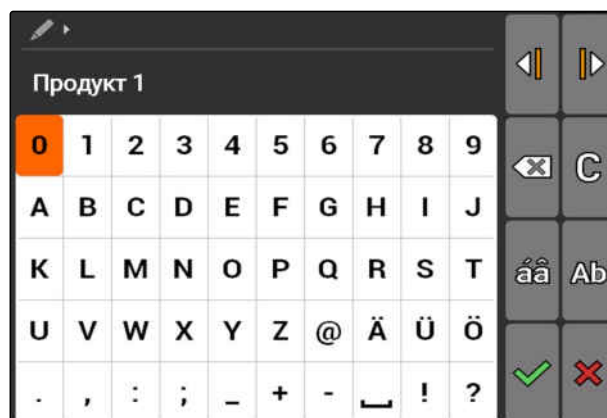 Продукт 1
0 1 2 3 4 5 6 7 8 9
A B C D E F G H I J
K L M N O P Q R S T
U V W X Y Z @ Ä Ü Ö
. , : ; _ + - ⎵ ! ?
C
áâ Ab